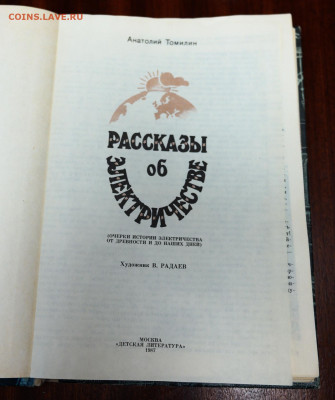 COINS.LAVE.RU
Анатолий Томилин
РАССКАЗЫ
об
ЭЛЕКТРИЧЕСТВЕ
(ОЧЕРКИ ИСТОРИИ ЭЛЕКТРИЧЕСТВА
ОТ ДРЕВНОСТИ И ДО НАШИХ ДНЕЙ)
Художник В. РАДАЕВ
МОСКВА
«ДЕТСКАЯ ЛИТЕРАТУРА»
1987